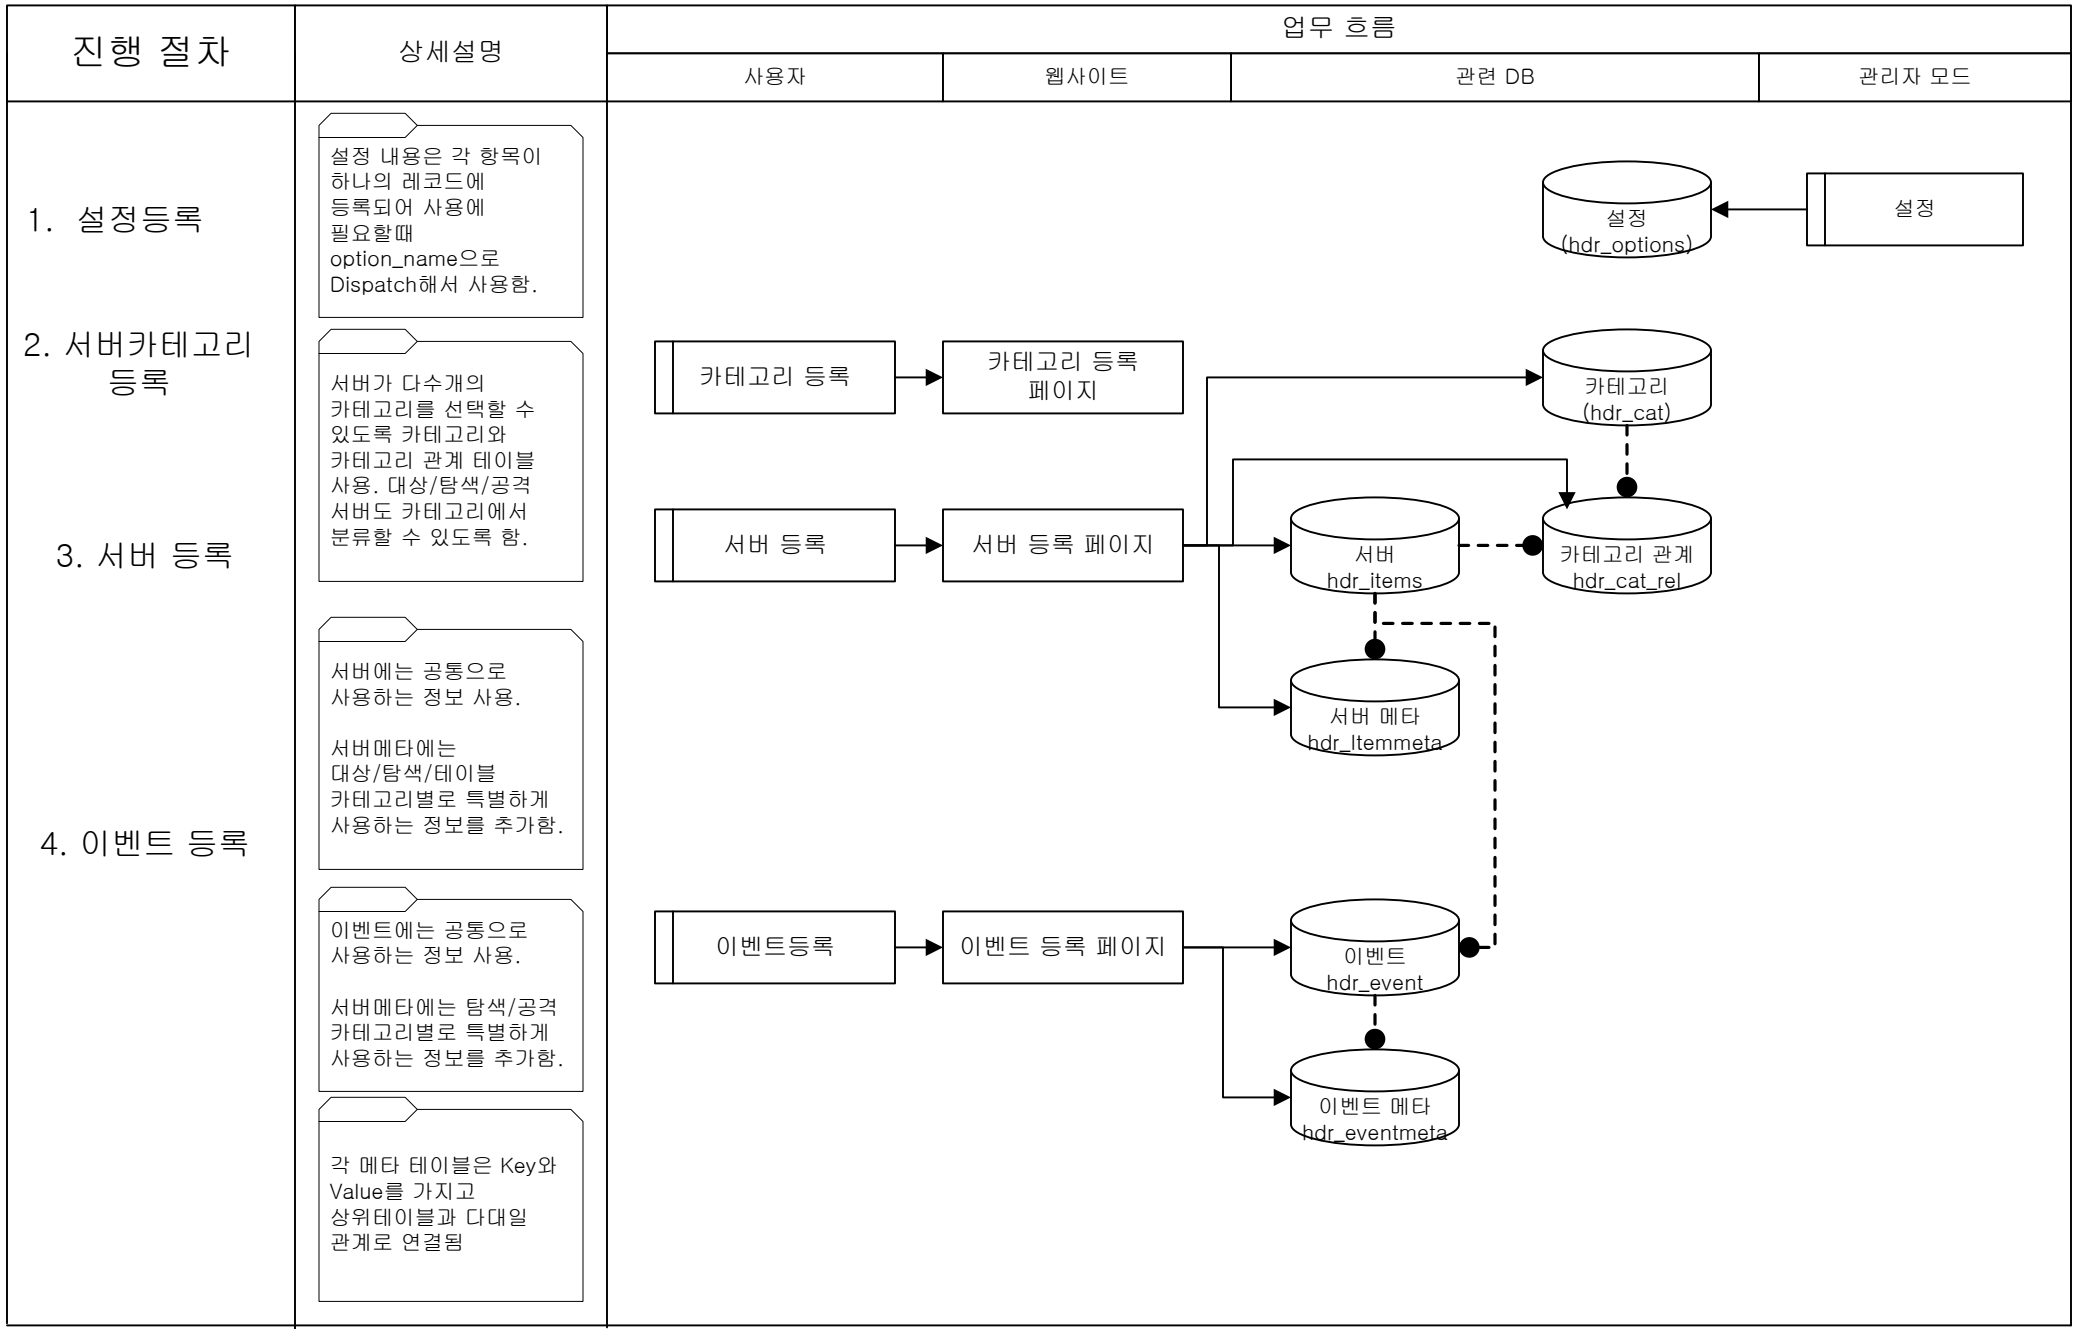 진행 절차
상세설명
업무 흐름
사용자
웹사이트
관련 DB
관리자 모드
1. 설정등록
설정 내용은 각 항목이
하나의 레코드에
등록되어 사용에
필요할때
option_name으로
Dispatch해서 사용함.
설정
(hdr_options)
설정
2. 서버카테고리
등록
서버가 다수개의
카테고리를 선택할 수
있도록 카테고리와
카테고리 관계 테이블
사용. 대상/탐색/공격
서버도 카테고리에서
분류할 수 있도록 함.
카테고리 등록
카테고리 등록
페이지
카테고리
(hdr_cat)
3. 서버 등록
서버 등록
서버 등록 페이지
서버
hdr_items
카테고리 관계
hdr_cat_rel
서버에는 공통으로
사용하는 정보 사용.
서버메타에는
대상/탐색/테이블
카테고리별로 특별하게
사용하는 정보를 추가함.
서버 메타
hdr_Itemmeta
4. 이벤트 등록
이벤트에는 공통으로
사용하는 정보 사용.
서버메타에는 탐색/공격
카테고리별로 특별하게
사용하는 정보를 추가함.
이벤트등록
이벤트 등록 페이지
이벤트
hdr_event
각 메타 테이블은 Key와
Value를 가지고
상위테이블과 다대일
관계로 연결됨
이벤트 메타
hdr_eventmeta